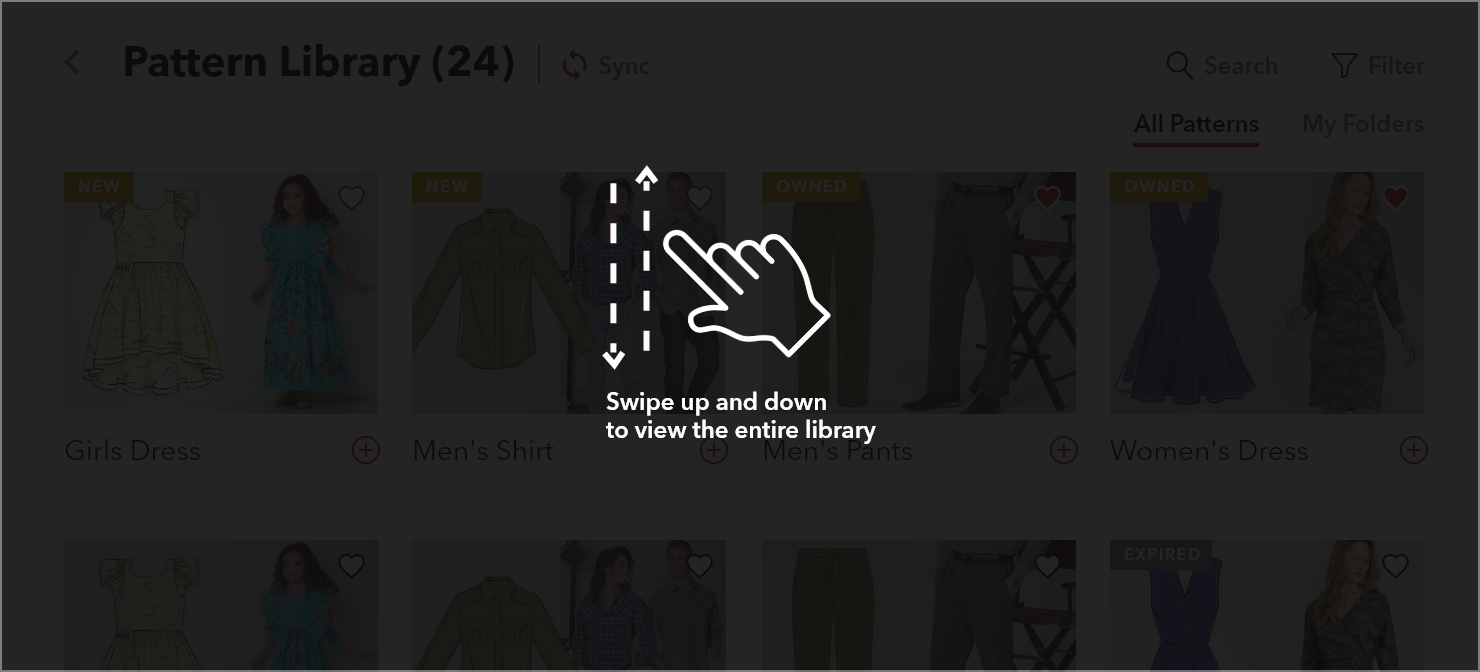 Pattern Library (24)
Sync
Search
Filter
All Patterns
My Folders
NEW
NEW
OWNED
OWNED
Swipe up and down
to view the entire library
Girls Dress
Men's Shirt
Men's Pants
Women's Dress
EXPIRED